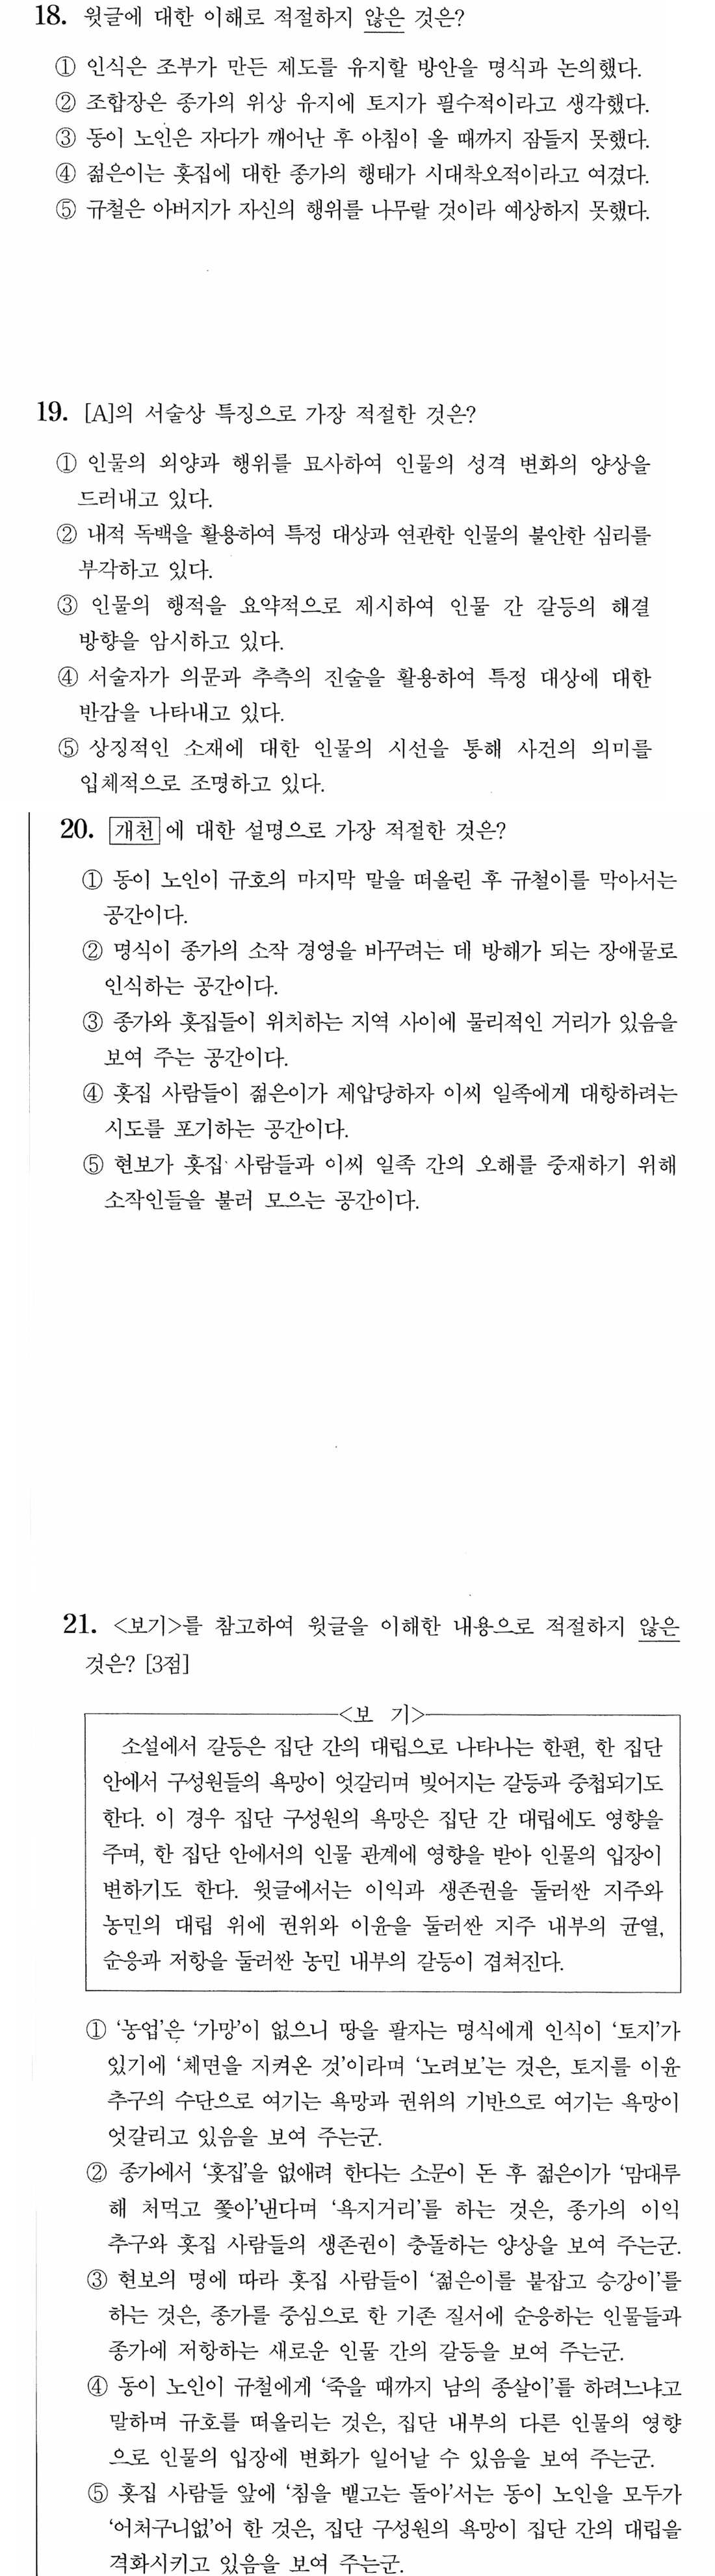 18. 윗글에 대한 이해로 적절하지 않은 것은?
① 인식은 조부가 만든 제도를 유지할 방안을 명식과 논의했다.
② 조합장은 종가의 위상 유지에 토지가 필수적이라고 생각했다.
③ 동이 노인은 자다가 깨어난 후 아침이 올 때까지 잠들지 못했다.
④ 젊은이는 홋집에 대한 종가의 행태가 시대착오적이라고 여겼다.
⑤ 규철은 아버지가 자신의 행위를 나무랄 것이라 예상하지 못했다.
19. [A]의 서술상 특징으로 가장 적절한 것은?
① 인물의 외양과 행위를 묘사하여 인물의 성격 변화의 양상을
드러내고 있다.
② 내적 독백을 활용하여 특정 대상과 연관한 인물의 불안한 심리를
부각하고 있다.
③ 인물의 행적을 요약적으로 제시하여 인물 간 갈등의 해결
방향을 암시하고 있다.
④ 서술자가 의문과 추측의 진술을 활용하여 특정 대상에 대한
반감을 나타내고 있다.
⑤ 상징적인 소재에 대한 인물의 시선을 통해 사건의 의미를
입체적으로 조명하고 있다.
20. 개천에 대한 설명으로 가장 적절한 것은?
① 동이 노인이 규호의 마지막 말을 떠올린 후 규철이를 막아서는
공간이다.
② 명식이 종가의 소작 경영을 바꾸려는 데 방해가 되는 장애물로
인식하는 공간이다.
③ 종가와 홋집들이 위치하는 지역 사이에 물리적인 거리가 있음을
보여 주는 공간이다.
④ 홋집 사람들이 젊은이가 제압당하자 이씨 일족에게 대항하려는
시도를 포기하는 공간이다.
⑤ 현보가 홋집 사람들과 이씨 일족 간의 오해를 중재하기 위해
소작인들을 불러 모으는 공간이다.
21. <보기>를 참고하여 윗글을 이해한 내용으로 적절하지 않은
것은? [3점]
<보 기>
소설에서 갈등은 집단 간의 대립으로 나타나는 한편, 한 집단
안에서 구성원들의 욕망이 엇갈리며 빚어지는 갈등과 중첩되기도
한다. 이 경우 집단 구성원의 욕망은 집단 간 대립에도 영향을
주며, 한 집단 안에서의 인물 관계에 영향을 받아 인물의 입장이
변하기도 한다. 윗글에서는 이익과 생존권을 둘러싼 지주와
농민의 대립 위에 권위와 이윤을 둘러싼 지주 내부의 균열,
순응과 저항을 둘러싼 농민 내부의 갈등이 겹쳐진다.
① '농업'은 '가망'이 없으니 땅을 팔자는 명식에게 인식이 '토지'가
있기에 '체면을 지켜온 것'이라며 '노려보'는 것은, 토지를 이윤
추구의 수단으로 여기는 욕망과 권위의 기반으로 여기는 욕망이
엇갈리고 있음을 보여 주는군.
② 종가에서 '홋집'을 없애려 한다는 소문이 돈 후 젊은이가 '맘대루
해 처먹고 쫓아'낸다며 '욕지거리'를 하는 것은, 종가의 이익
추구와 홋집 사람들의 생존권이 충돌하는 양상을 보여 주는군.
③ 현보의 명에 따라 홋집 사람들이 '젊은이를 붙잡고 승강이'를
하는 것은, 종가를 중심으로 한 기존 질서에 순응하는 인물들과
종가에 저항하는 새로운 인물 간의 갈등을 보여 주는군.
④ 동이 노인이 규철에게 '죽을 때까지 남의 종살이'를 하려느냐고
말하며 규호를 떠올리는 것은, 집단 내부의 다른 인물의 영향
으로 인물의 입장에 변화가 일어날 수 있음을 보여 주는군.
⑤ 홋집 사람들 앞에 '침을 뱉고는 돌아'서는 동이 노인을 모두가
'어처구니없'어 한 것은, 집단 구성원의 욕망이 집단 간의 대립을
격화시키고 있음을 보여 주는군.